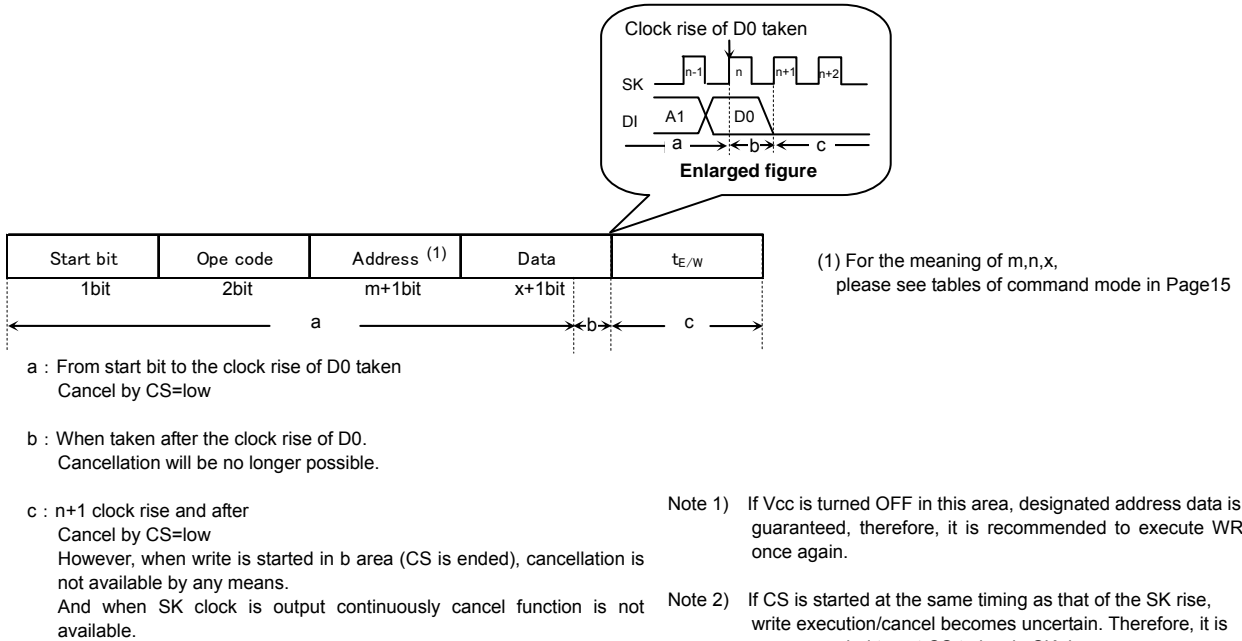 Clock rise of D0 taken
SK
n-1
n
n+1
n+2
DI
A1
D0
a
b
c
Enlarged figure
Start bit
Ope code
Address (1)
Data
tE/W
1bit
2bit
m+1bit
x+1bit
a
b
c
(1) For the meaning of m,n,x,
please see tables of command mode in Page15
a : From start bit to the clock rise of D0 taken
Cancel by CS=low
b : When taken after the clock rise of D0.
Cancellation will be no longer possible.
c : n+1 clock rise and after
Cancel by CS=low
However, when write is started in b area (CS is ended), cancellation is
not available by any means.
And when SK clock is output continuously cancel function is not
available.
Note 1) If Vcc is turned OFF in this area, designated address data is
guaranteed, therefore, it is recommended to execute WR
once again.
Note 2) If CS is started at the same timing as that of the SK rise,
write execution/cancel becomes uncertain. Therefore, it is